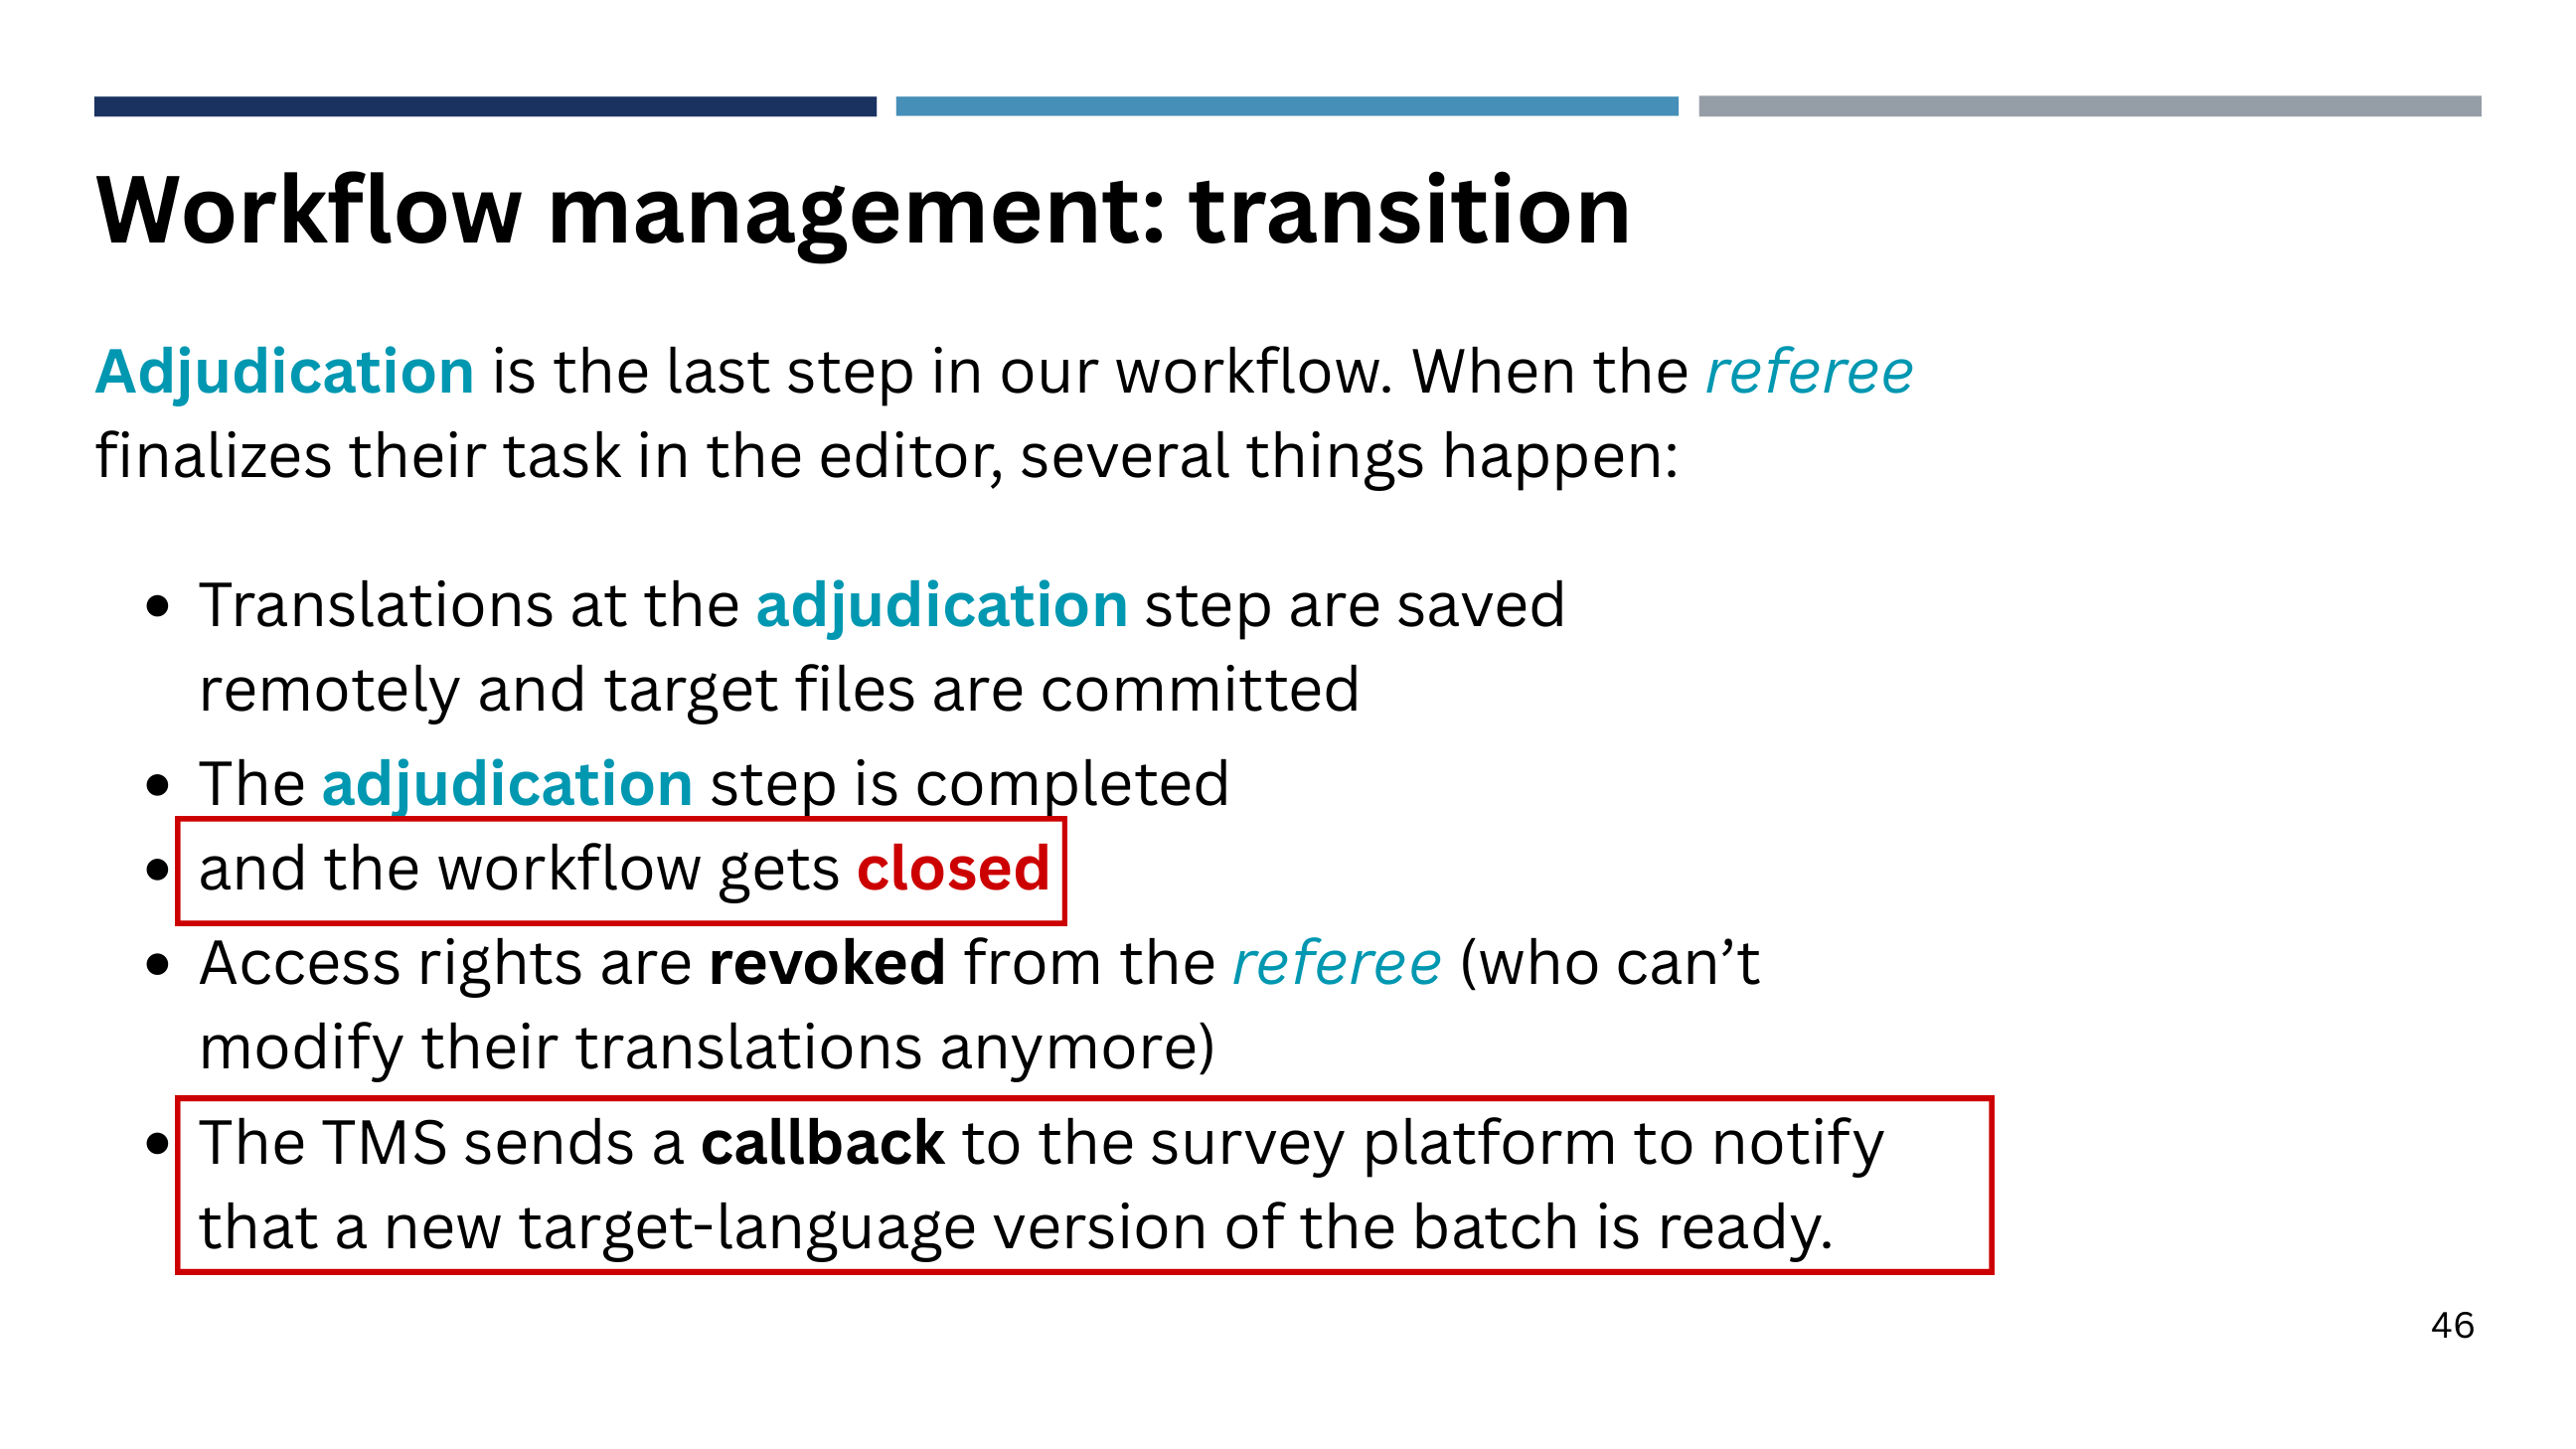 Workflow management: transition
Adjudication is the last step in our workflow. When the referee
finalizes their task in the editor, several things happen:
• Translations at the adjudication step are saved
remotely and target files are committed
• The adjudication step is completed
• and the workflow gets closed
• Access rights are revoked from the referee (who can’t
modify their translations anymore)
• The TMS sends a callback to the survey platform to notify
that a new target-language version of the batch is ready.
46